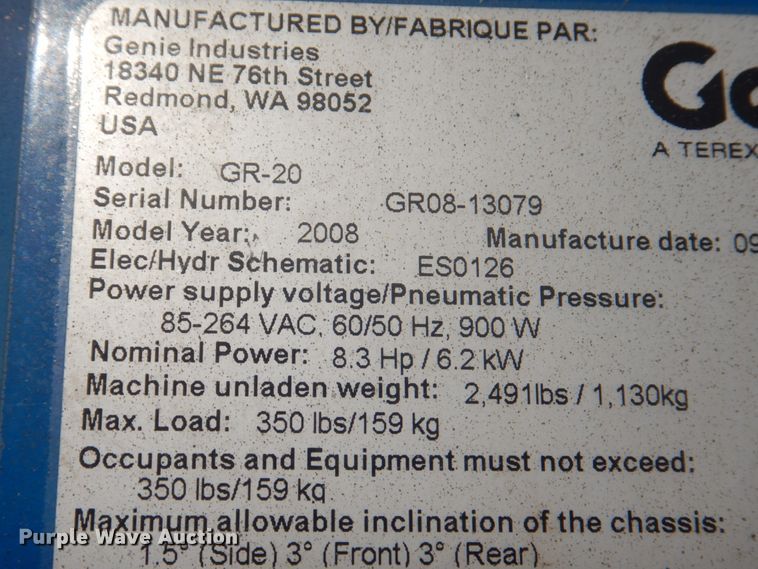 MANUFACTURED BY/FABRIQUE PAR:
Genie Industries
18340 NE 76th Street
Redmond, WA 98052
USA
Ge
A TEREX
Model: GR-20
Serial Number: GR08-13079
Model Year: 2008 Manufacture date: 09
Elec/Hydr Schematic: ES0126
Power supply voltage/Pneumatic Pressure:
85-264 VAC, 60/50 Hz, 900 W
Nominal Power: 8.3 Hp / 6.2 kW
Machine unladen weight: 2,491lbs / 1,130kg
Max. Load: 350 lbs/159 kg
Occupants and Equipment must not exceed:
350 lbs/159 kg
Maximum allowable inclination of the chassis:
1.5° (Side) 3° (Front) 3° (Rear)
Purple Wave Auction